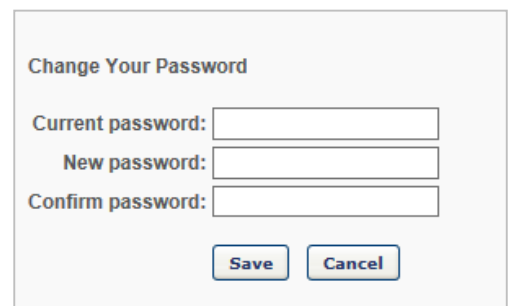 Change Your Password
Current password:
New password:
Confirm password:
Save Cancel